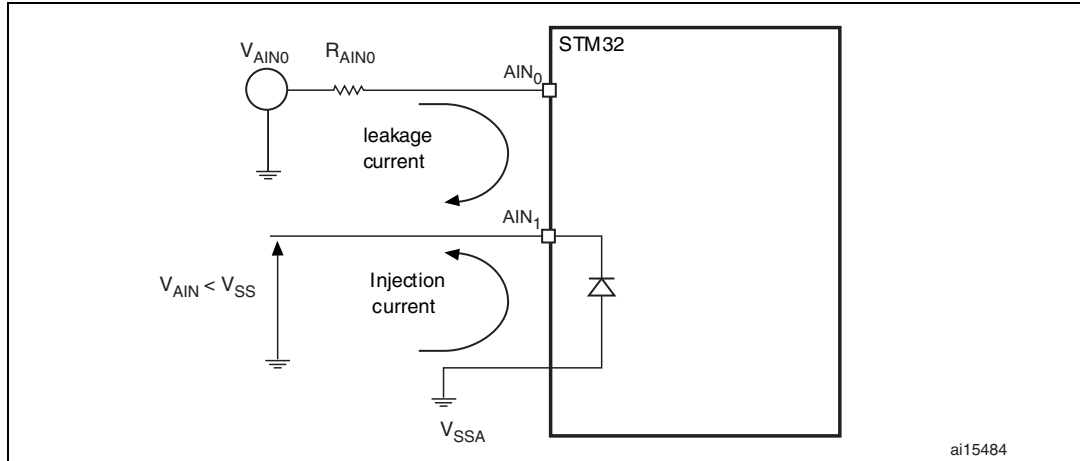 STM32
V_AIN0
R_AIN0
AIN_0
leakage
current
AIN_1
V_AIN < V_SS
Injection
current
V_SSA
ai15484